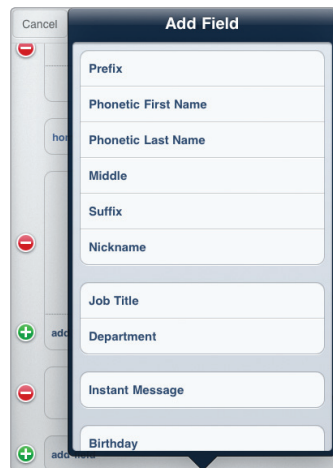 Cancel
Add Field
Prefix
Phonetic First Name
Phonetic Last Name
Middle
Suffix
Nickname
Job Title
Department
Instant Message
Birthday
add